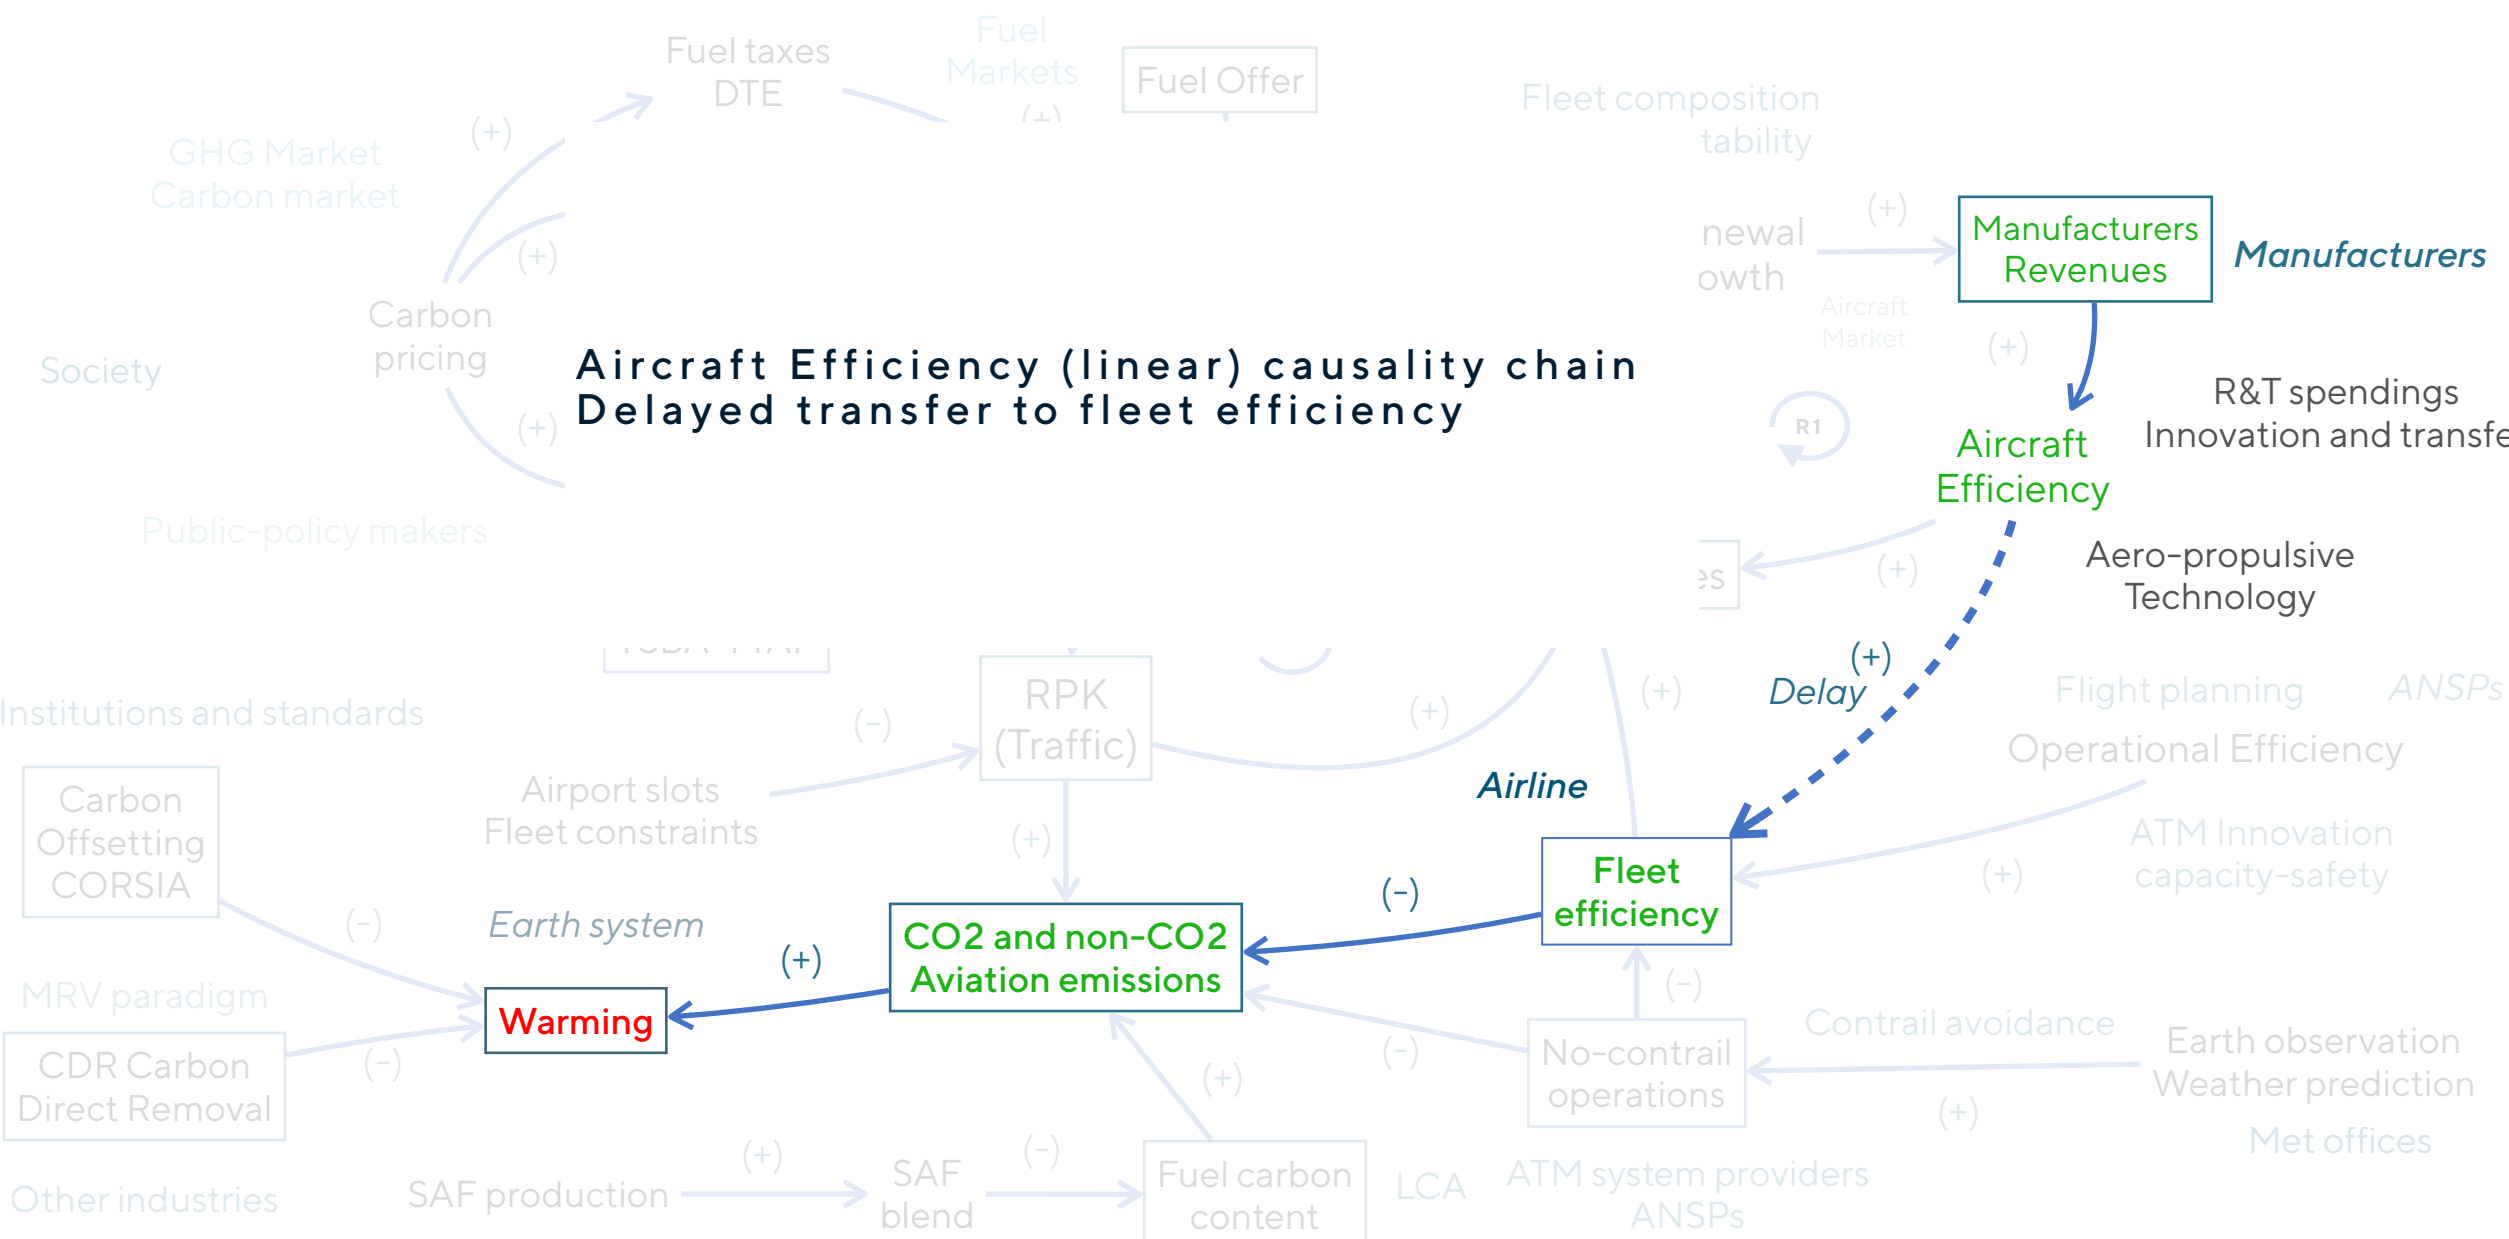 Fuel taxes
DTE
Fuel
Markets
(+)
Fuel Offer
Fleet composition
tability
GHG Market
Carbon market
(+)
(+)
newal
owth
(+)
Manufacturers
Revenues
Manufacturers
Aircraft
Market
(+)
Carbon
pricing
Society
(+)
Aircraft Efficiency (linear) causality chain
Delayed transfer to fleet efficiency
R1
R&T spendings
Innovation and transfe
Aircraft
Efficiency
Public-policy makers
es
(+)
Aero-propulsive
Technology
(+)
Delay
Institutions and standards
(-)
RPK
(Traffic)
(+)
(+)
Flight planning
ANSPs
Operational Efficiency
Carbon
Offsetting
CORSIA
Airport slots
Fleet constraints
(+)
Airline
ATM Innovation
capacity-safety
(+)
Fleet
efficiency
(-)
(-)
Earth system
(+)
CO2 and non-CO2
Aviation emissions
MRV paradigm
Warming
(-)
CDR Carbon
Direct Removal
(-)
(+)
(-)
No-contrail
operations
Contrail avoidance
Earth observation
Weather prediction
(+)
Met offices
Other industries
SAF production
(+)
SAF
blend
(-)
Fuel carbon
content
LCA
ATM system providers
ANSPs